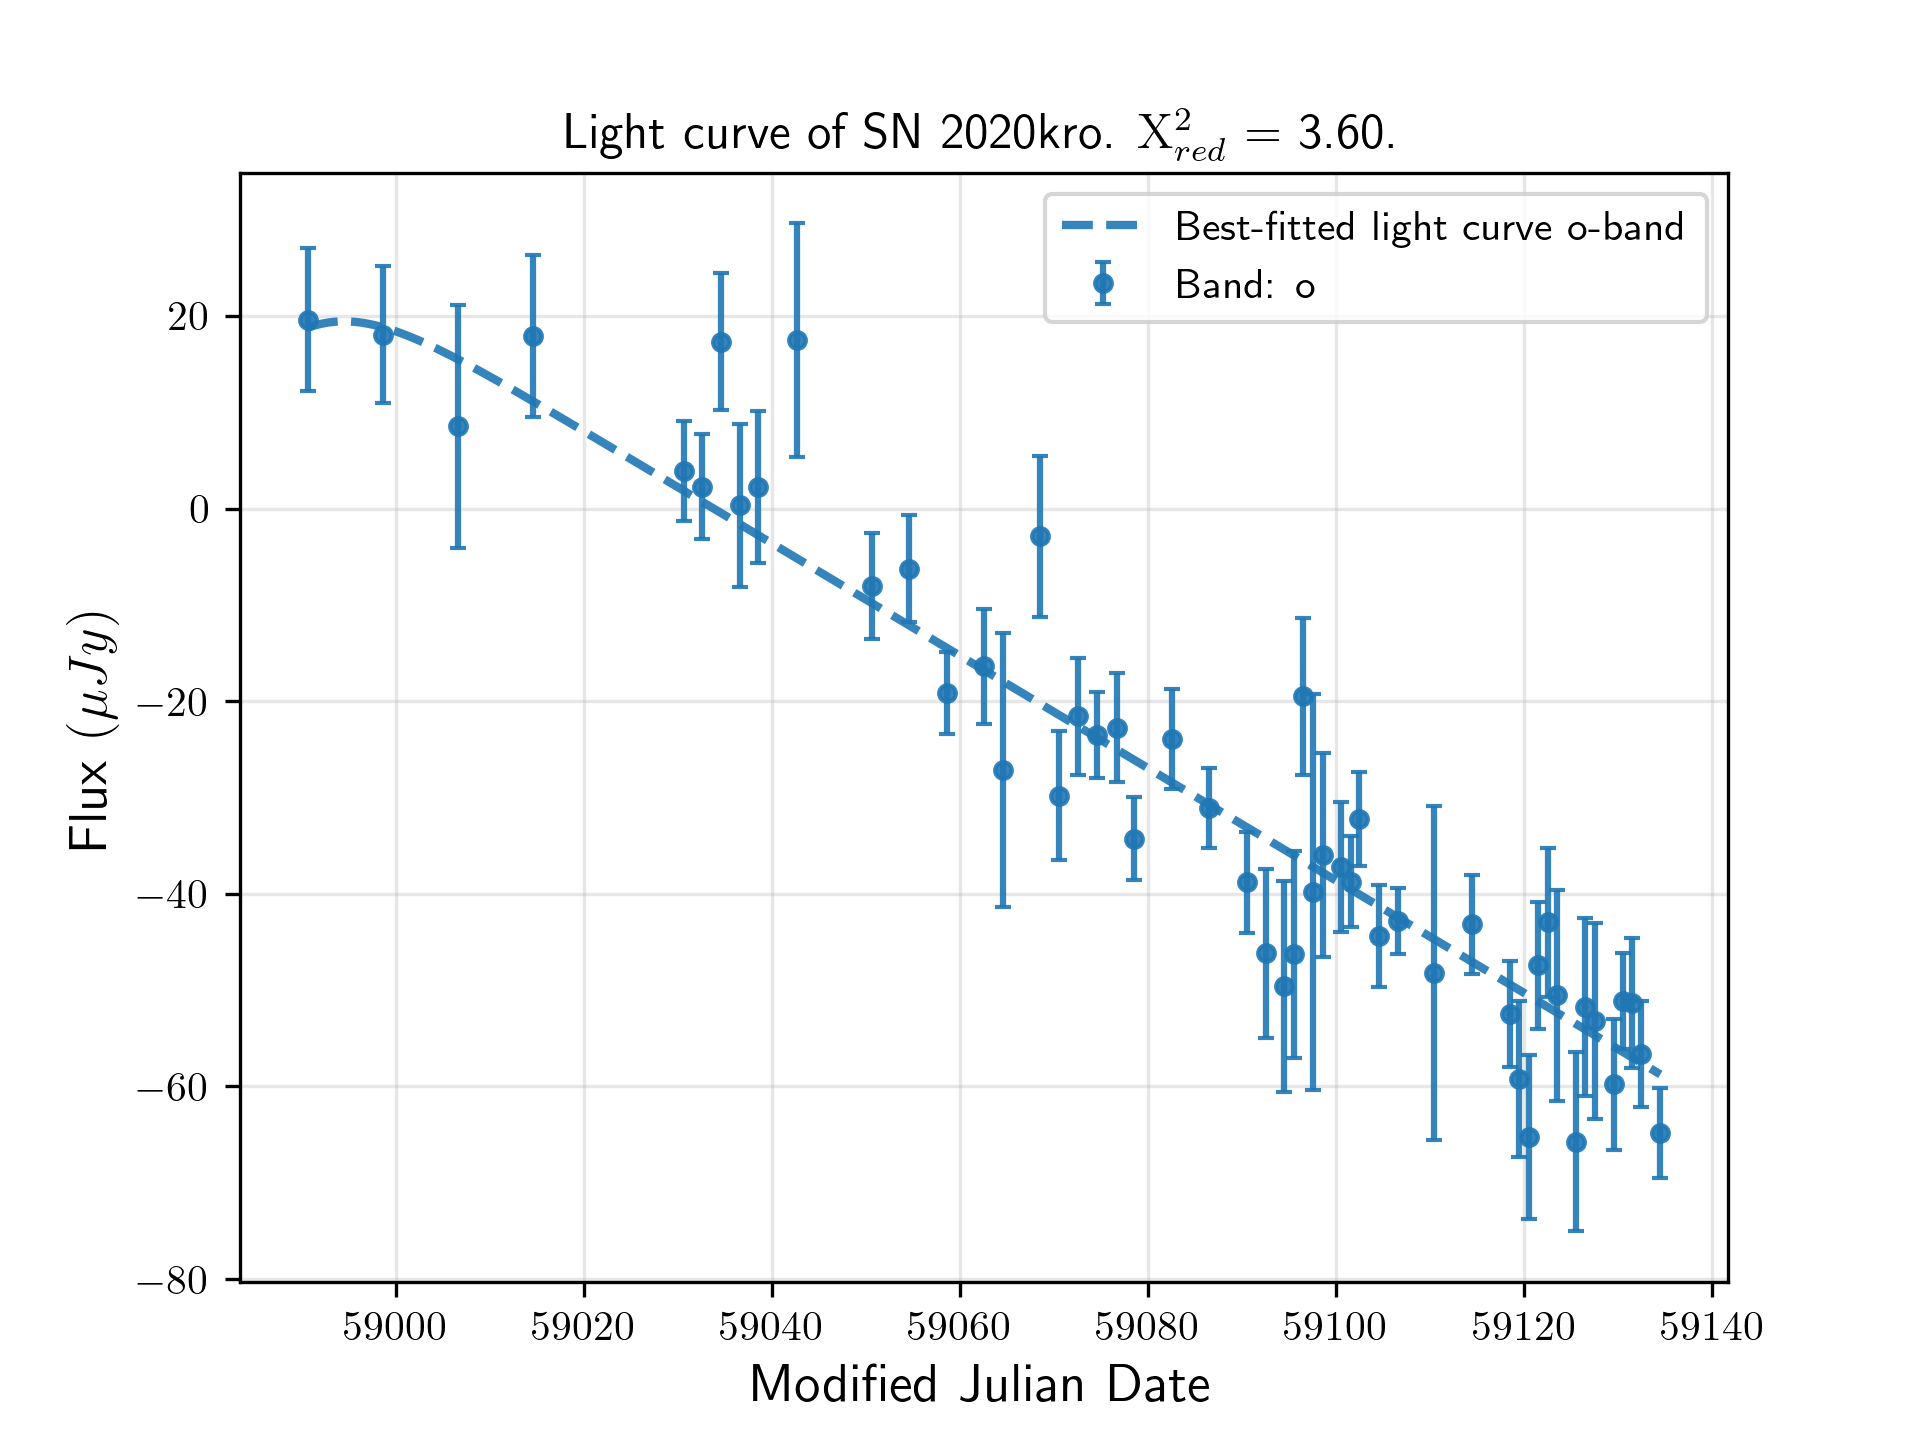 Light curve of SN 2020kro. X²_red = 3.60.
Best-fitted light curve o-band
Band: o
20
0
−20
−40
−60
−80
Flux (μJy)
59000 59020 59040 59060 59080 59100 59120 59140
Modified Julian Date